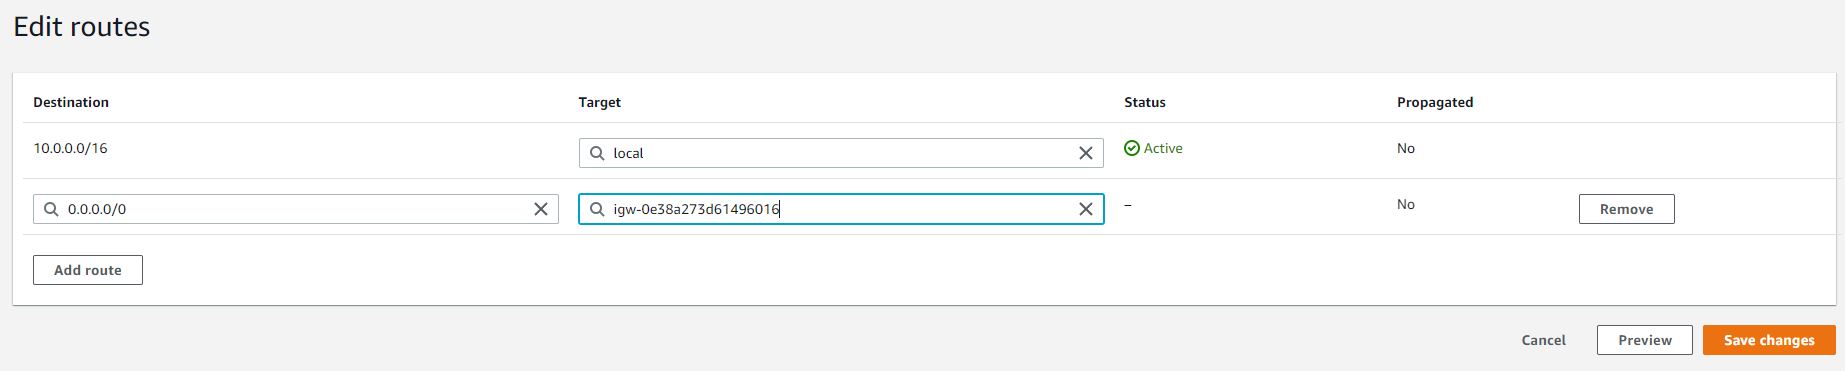 Edit routes
Destination Target Status Propagated
10.0.0.0/16 local Active No
0.0.0.0/0 igw-0e38a273d61496016 – No Remove
Add route
Cancel Preview Save changes